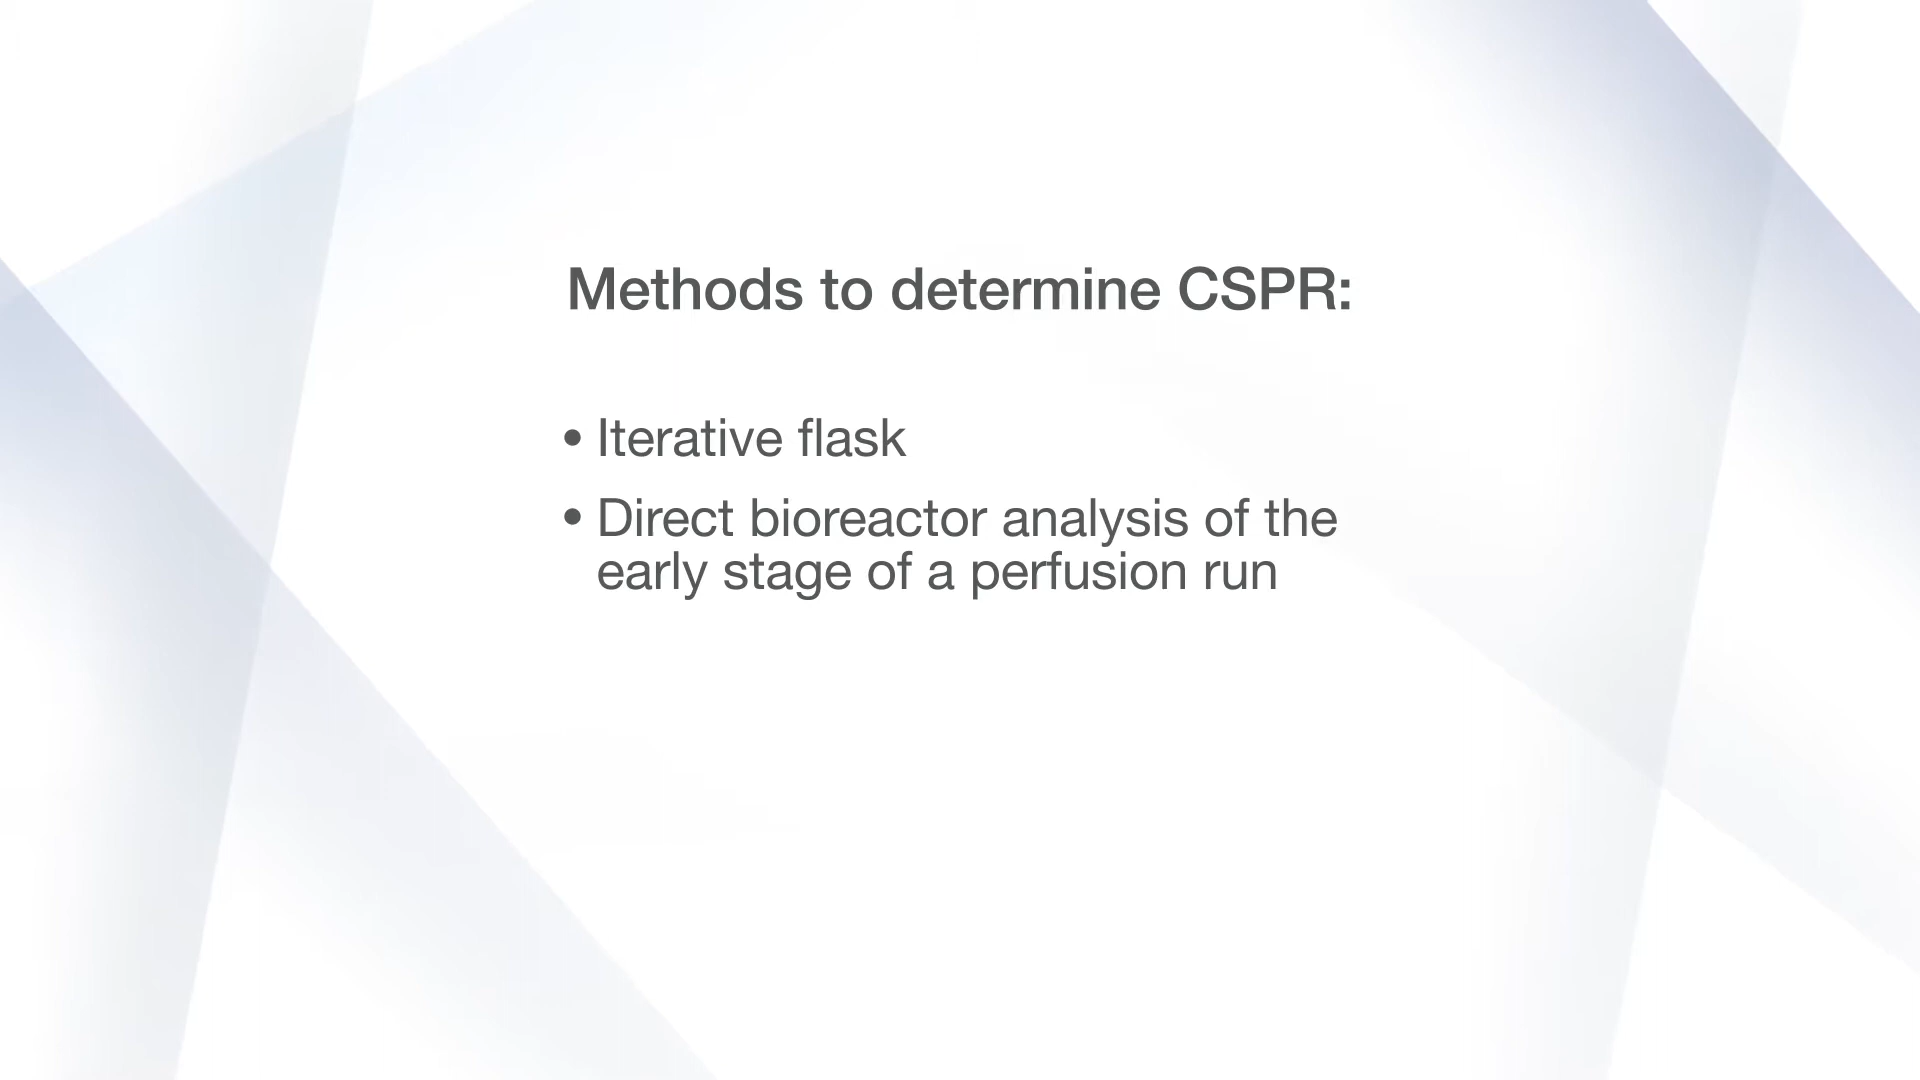 Methods to determine CSPR:
• Iterative flask
• Direct bioreactor analysis of the
early stage of a perfusion run